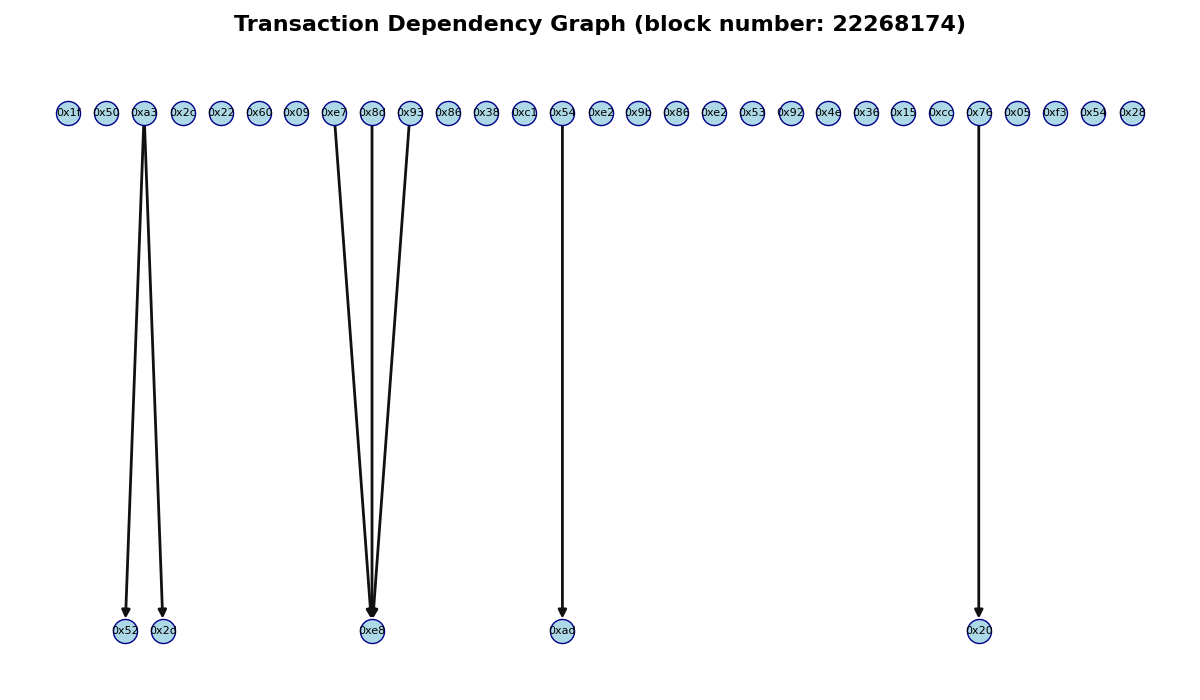 Transaction Dependency Graph (block number: 22268174)
0x1f 0x50 0xa3 0x2c 0x22 0x60 0x09 0xe7 0x8d 0x93 0x86 0x38 0xc1 0x54 0xe2 0x9b 0x86 0xe2 0x53 0x92 0x4e 0x36 0x15 0xcc 0x76 0x05 0xf3 0x54 0x28
0x52 0x2d 0xe8 0xad 0x20